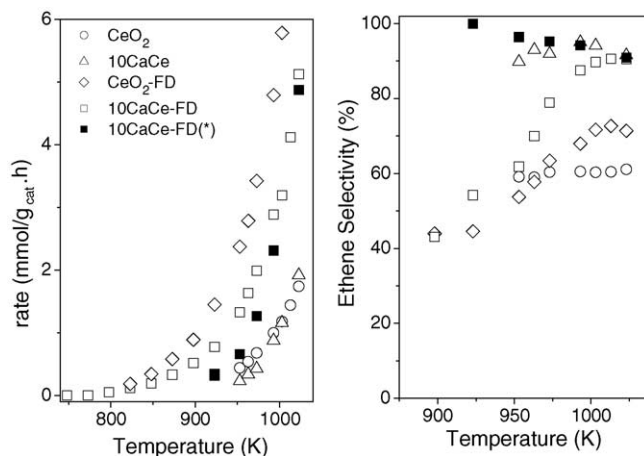 CeO₂
10CaCe
CeO₂-FD
10CaCe-FD
10CaCe-FD(*)
rate (mmol/g_cat.h)
6
4
2
0
800 900 1000
Temperature (K)
Ethene Selectivity (%)
100
80
60
40
20
0
900 950 1000
Temperature (K)